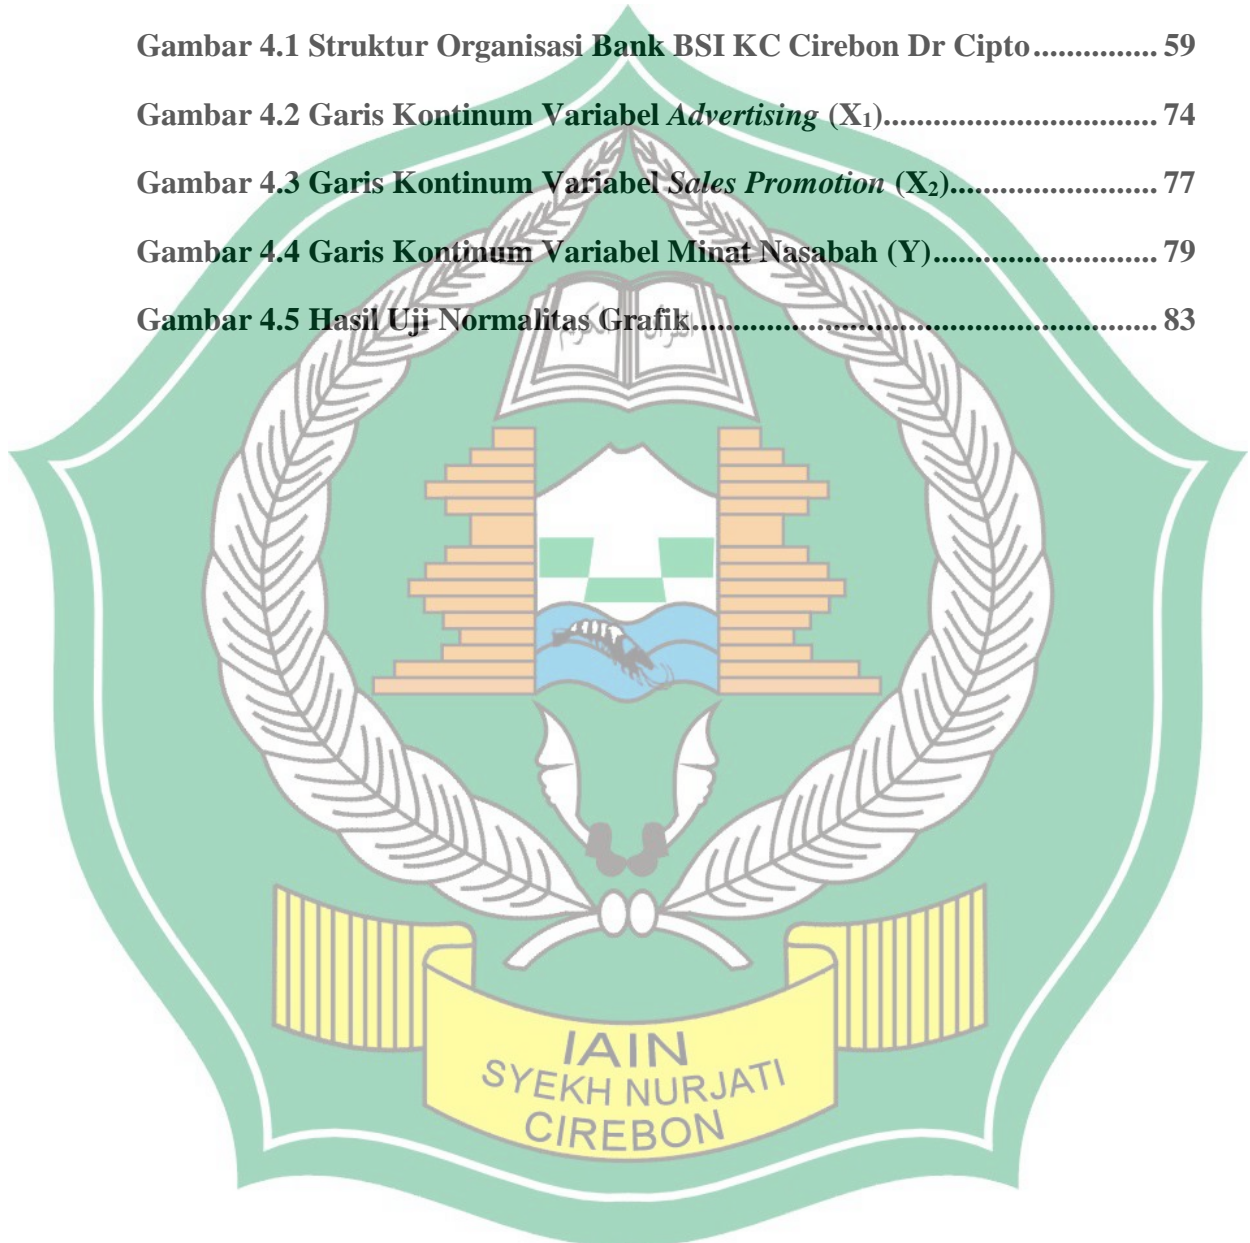 Gambar 4.1 Struktur Organisasi Bank BSI KC Cirebon Dr Cipto............... 59
Gambar 4.2 Garis Kontinum Variabel Advertising (X₁)................................. 74
Gambar 4.3 Garis Kontinum Variabel Sales Promotion (X₂)......................... 77
Gambar 4.4 Garis Kontinum Variabel Minat Nasabah (Y)........................... 79
Gambar 4.5 Hasil Uji Normalitas Grafik........................................................ 83
القرآن الكريم
IAIN
SYEKH NURJATI
CIREBON